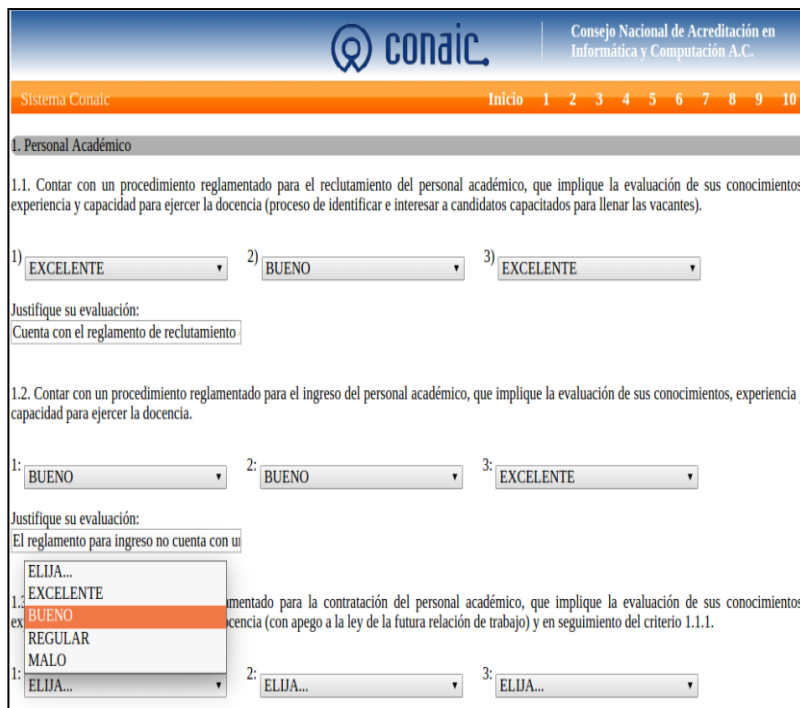 conaic.
Consejo Nacional de Acreditación en
Informática y Computación A.C.
Sistema Conaic
Inicio 1 2 3 4 5 6 7 8 9 10
1. Personal Académico
1.1. Contar con un procedimiento reglamentado para el reclutamiento del personal académico, que implique la evaluación de sus conocimientos
experiencia y capacidad para ejercer la docencia (proceso de identificar e interesar a candidatos capacitados para llenar las vacantes).
1) EXCELENTE 2) BUENO 3) EXCELENTE
Justifique su evaluación:
Cuenta con el reglamento de reclutamiento
1.2. Contar con un procedimiento reglamentado para el ingreso del personal académico, que implique la evaluación de sus conocimientos, experiencia
capacidad para ejercer la docencia.
1: BUENO 2: BUENO 3: EXCELENTE
Justifique su evaluación:
El reglamento para ingreso no cuenta con
ELIJA...
EXCELENTE
BUENO
REGULAR
MALO
para la contratación del personal académico, que implique la evaluación de sus conocimientos
(con apego a la ley de la futura relación de trabajo) y en seguimiento del criterio 1.1.1.
1: ELIJA... 2: ELIJA... 3: ELIJA...